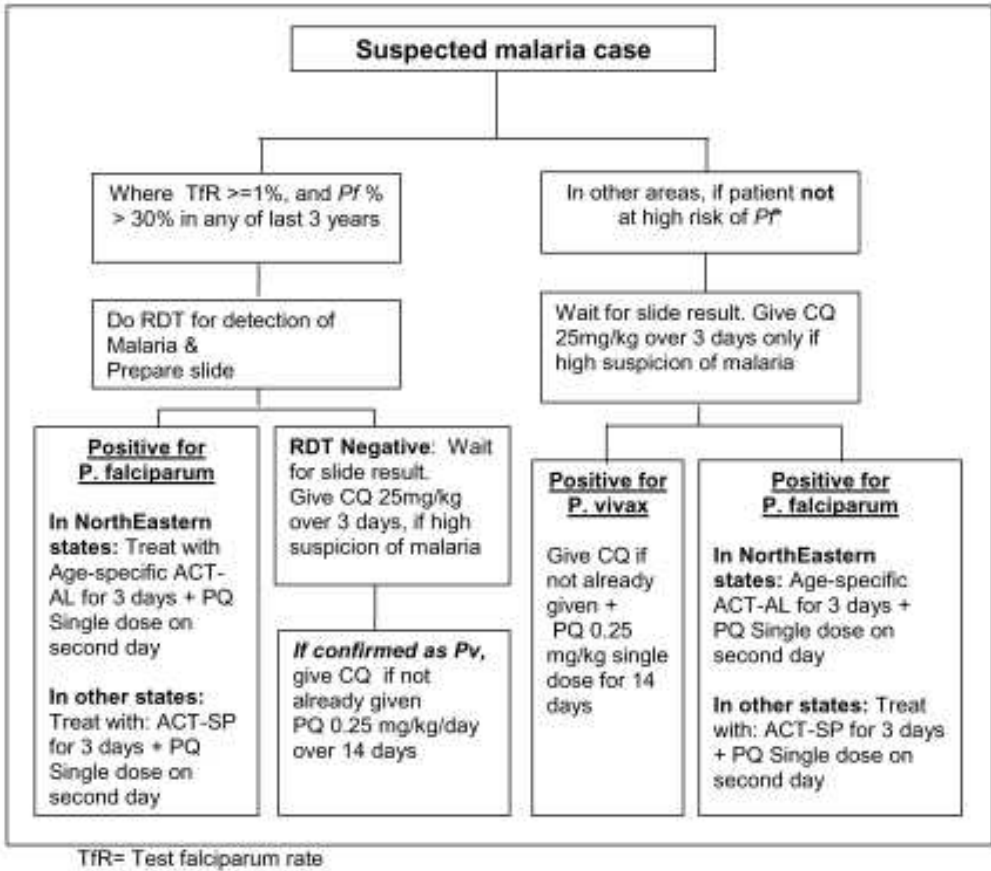 Suspected malaria case
Where TfR >=1%, and Pf %
> 30% in any of last 3 years
In other areas, if patient not
at high risk of Pf*
Do RDT for detection of
Malaria &
Prepare slide
Wait for slide result. Give CQ
25mg/kg over 3 days only if
high suspicion of malaria
Positive for
P. falciparum
In NorthEastern
states: Treat with
Age-specific ACT-
AL for 3 days + PQ
Single dose on
second day
In other states:
Treat with: ACT-SP
for 3 days + PQ
Single dose on
second day
RDT Negative: Wait
for slide result.
Give CQ 25mg/kg
over 3 days, if high
suspicion of malaria
If confirmed as Pv,
give CQ if not
already given
PQ 0.25 mg/kg/day
over 14 days
Positive for
P. vivax
Give CQ if
not already
given +
PQ 0.25
mg/kg single
dose for 14
days
Positive for
P. falciparum
In NorthEastern
states: Age-specific
ACT-AL for 3 days +
PQ Single dose on
second day
In other states: Treat
with: ACT-SP for 3 days
+ PQ Single dose on
second day
TfR= Test falciparum rate